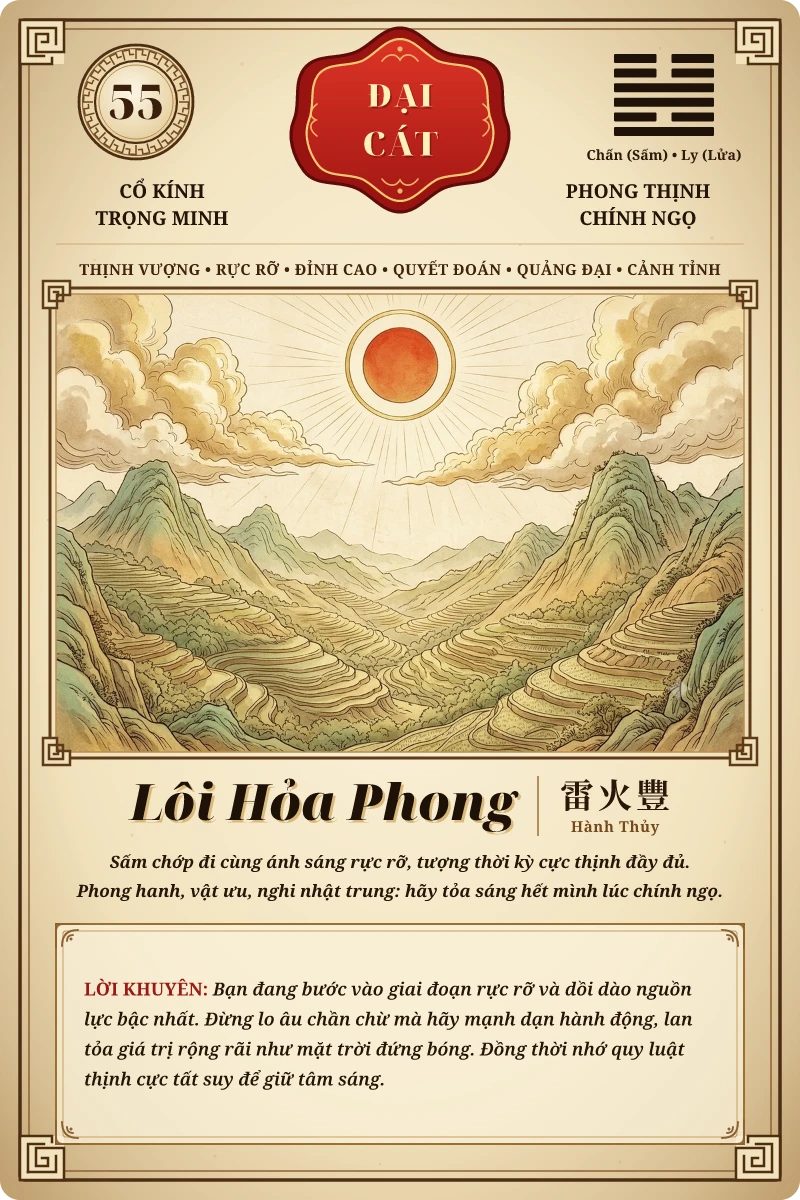 55
ĐẠI
CÁT
Chấn (Sấm) • Ly (Lửa)
CỔ KÍNH
TRỌNG MINH
PHONG THỊNH
CHÍNH NGỌ
THỊNH VƯỢNG • RỰC RỠ • ĐỈNH CAO • QUYẾT ĐOÁN • QUẢNG ĐẠI • CẢNH TỈNH
Lôi Hỏa Phong
雷火豐
Hành Thủy
Sấm chớp đi cùng ánh sáng rực rỡ, tượng thời kỳ cực thịnh đầy đủ.
Phong hanh, vật ưu, nghi nhật trung: hãy tỏa sáng hết mình lúc chính ngọ.
LỜI KHUYÊN: Bạn đang bước vào giai đoạn rực rỡ và dồi dào nguồn
lực bậc nhất. Đừng lo âu chần chừ mà hãy mạnh dạn hành động, lan
tỏa giá trị rộng rãi như mặt trời đứng bóng. Đồng thời nhớ quy luật
thịnh cực tất suy để giữ tâm sáng.